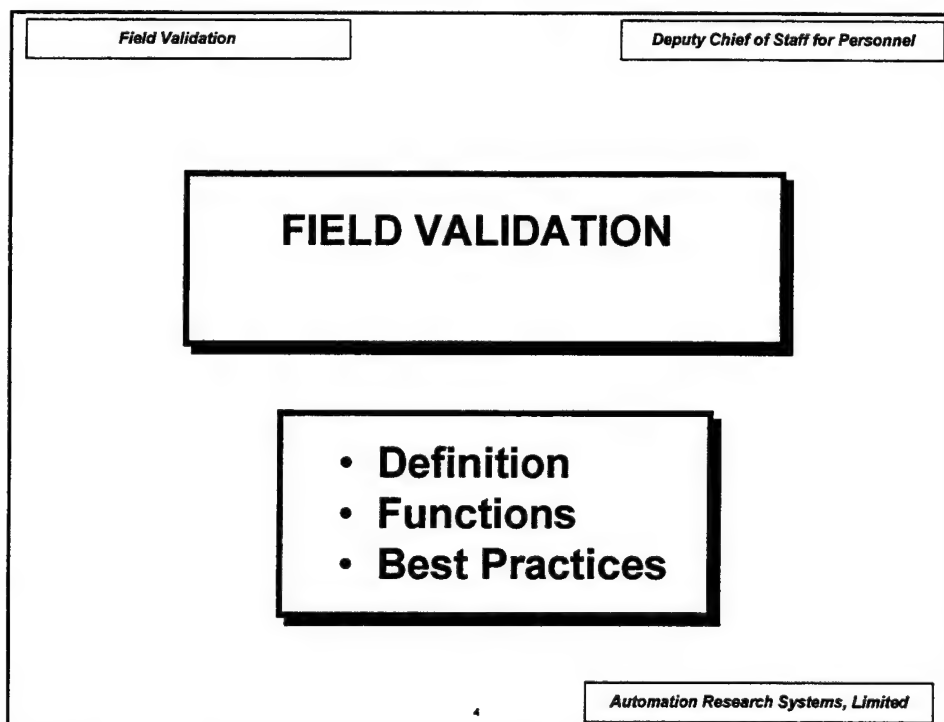 Field Validation
Deputy Chief of Staff for Personnel
FIELD VALIDATION
• Definition
• Functions
• Best Practices
4
Automation Research Systems, Limited